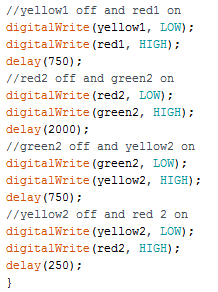 //yellow1 off and red1 on
digitalWrite(yellow1, LOW);
digitalWrite(red1, HIGH);
delay(750);
//red2 off and green2 on
digitalWrite(red2, LOW);
digitalWrite(green2, HIGH);
delay(2000);
//green2 off and yellow2 on
digitalWrite(green2, LOW);
digitalWrite(yellow2, HIGH);
delay(750);
//yellow2 off and red 2 on
digitalWrite(yellow2, LOW);
digitalWrite(red2, HIGH);
delay(250);
}